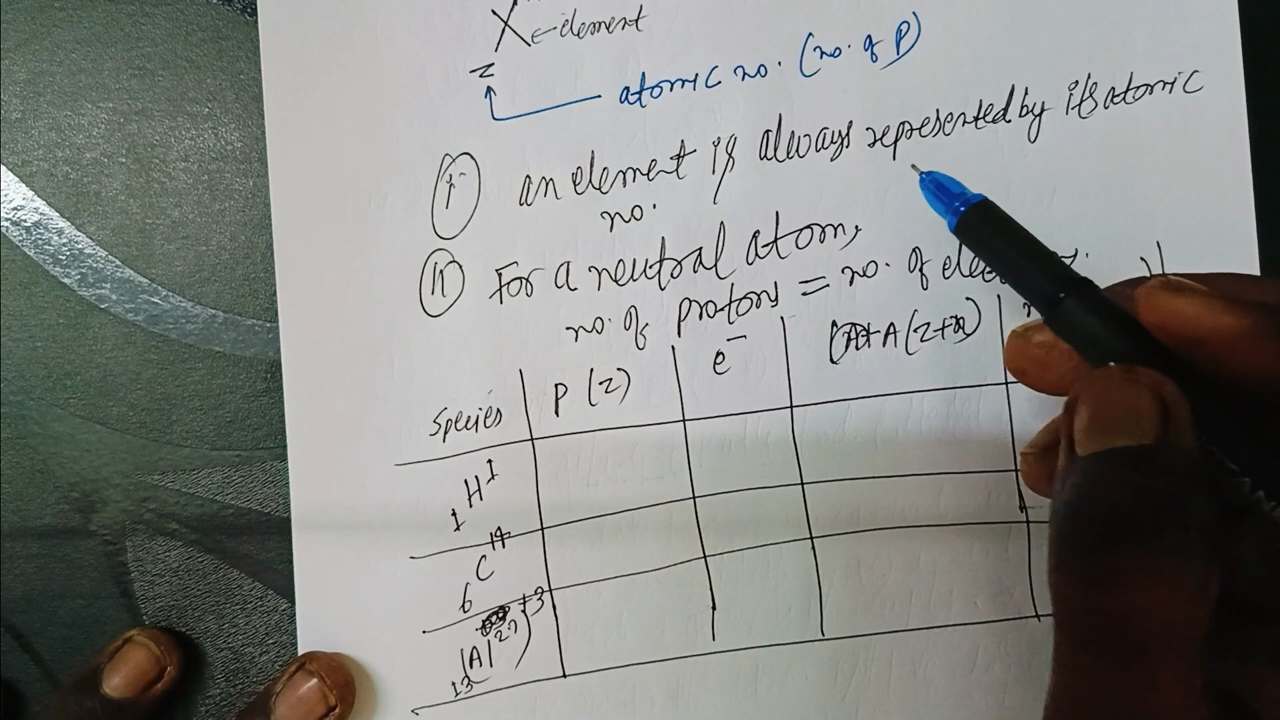 X ← element
Z
atomic no. (no. of P)
(i) an element is always represented by its atomic
no.
(ii) For a neutral atom,
no. of protons = no. of
Species | P (Z) | e⁻ | A (Z+n)
₁H¹
₆C¹⁴
(₁₃Al²⁷)⁺³